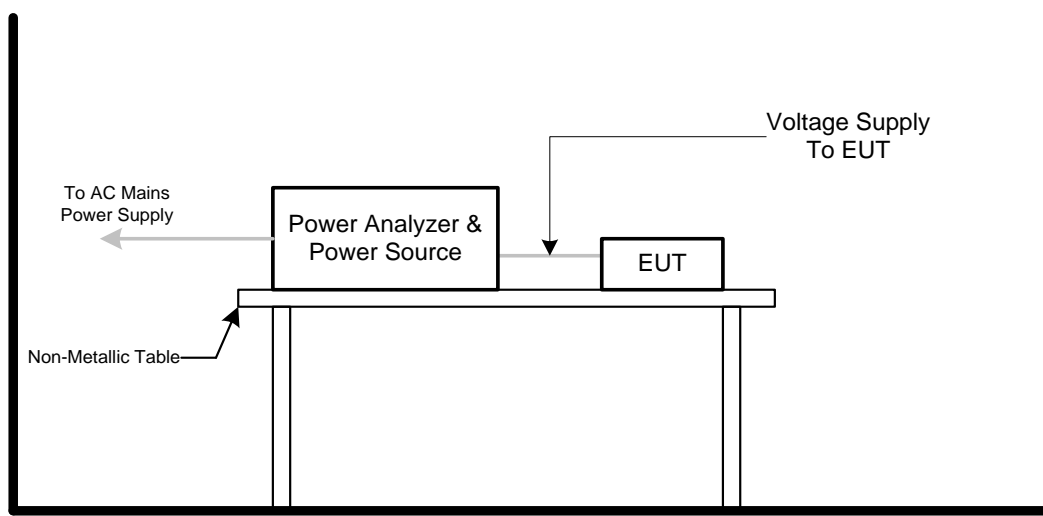 Voltage Supply
To EUT
To AC Mains
Power Supply
Power Analyzer &
Power Source
EUT
Non-Metallic Table